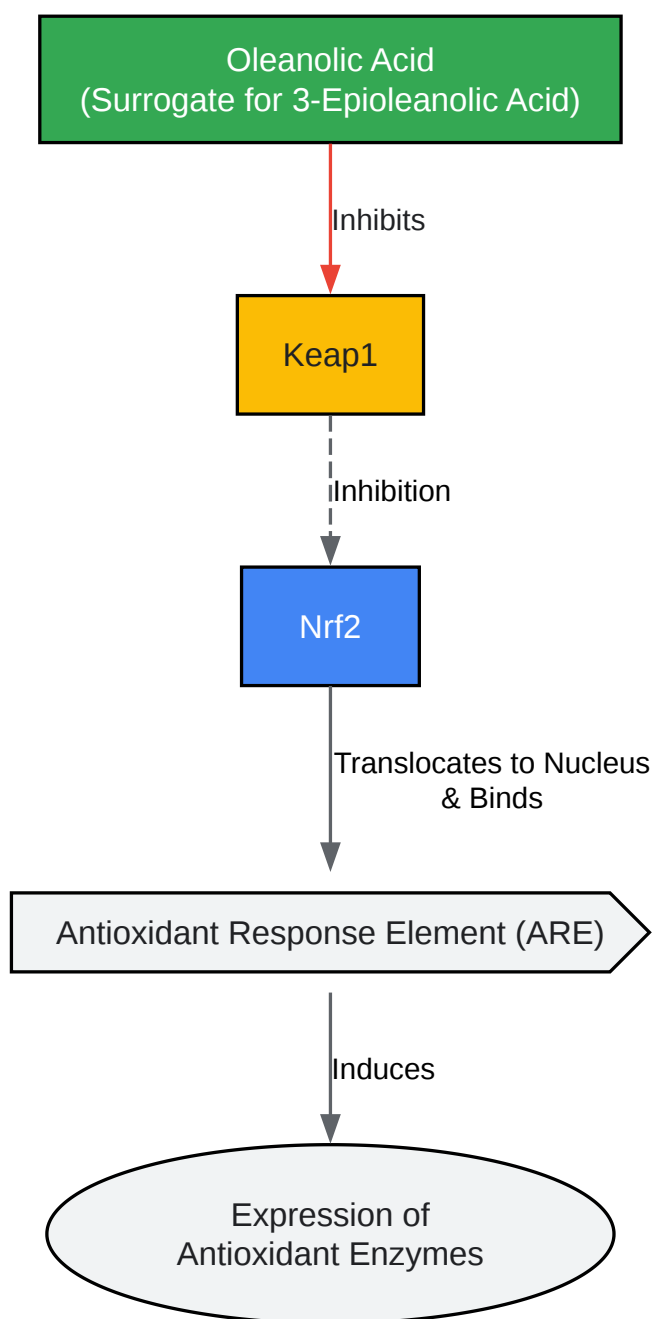 Oleanolic Acid
(Surrogate for 3-Epioleanolic Acid)
Inhibits
Keap1
Inhibition
Nrf2
Translocates to Nucleus
& Binds
Antioxidant Response Element (ARE)
Induces
Expression of
Antioxidant Enzymes